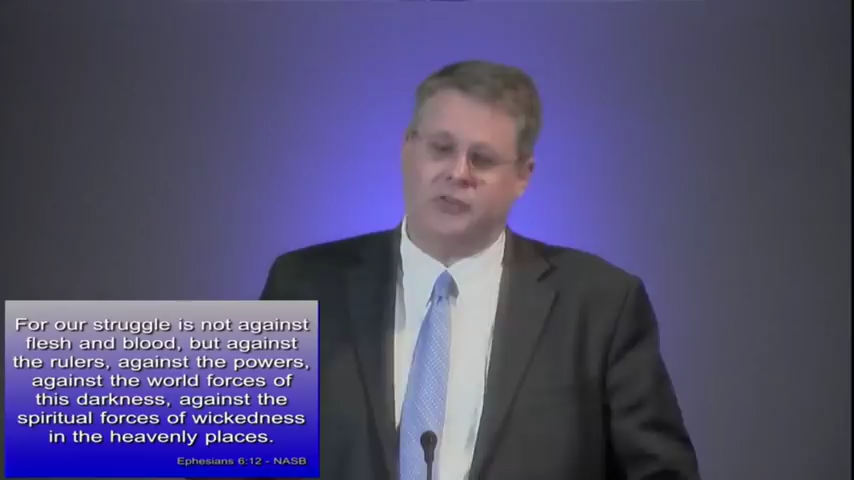 For our struggle is not against
flesh and blood, but against
the rulers, against the powers,
against the world forces of
this darkness, against the
spiritual forces of wickedness
in the heavenly places.
Ephesians 6:12 - NASB